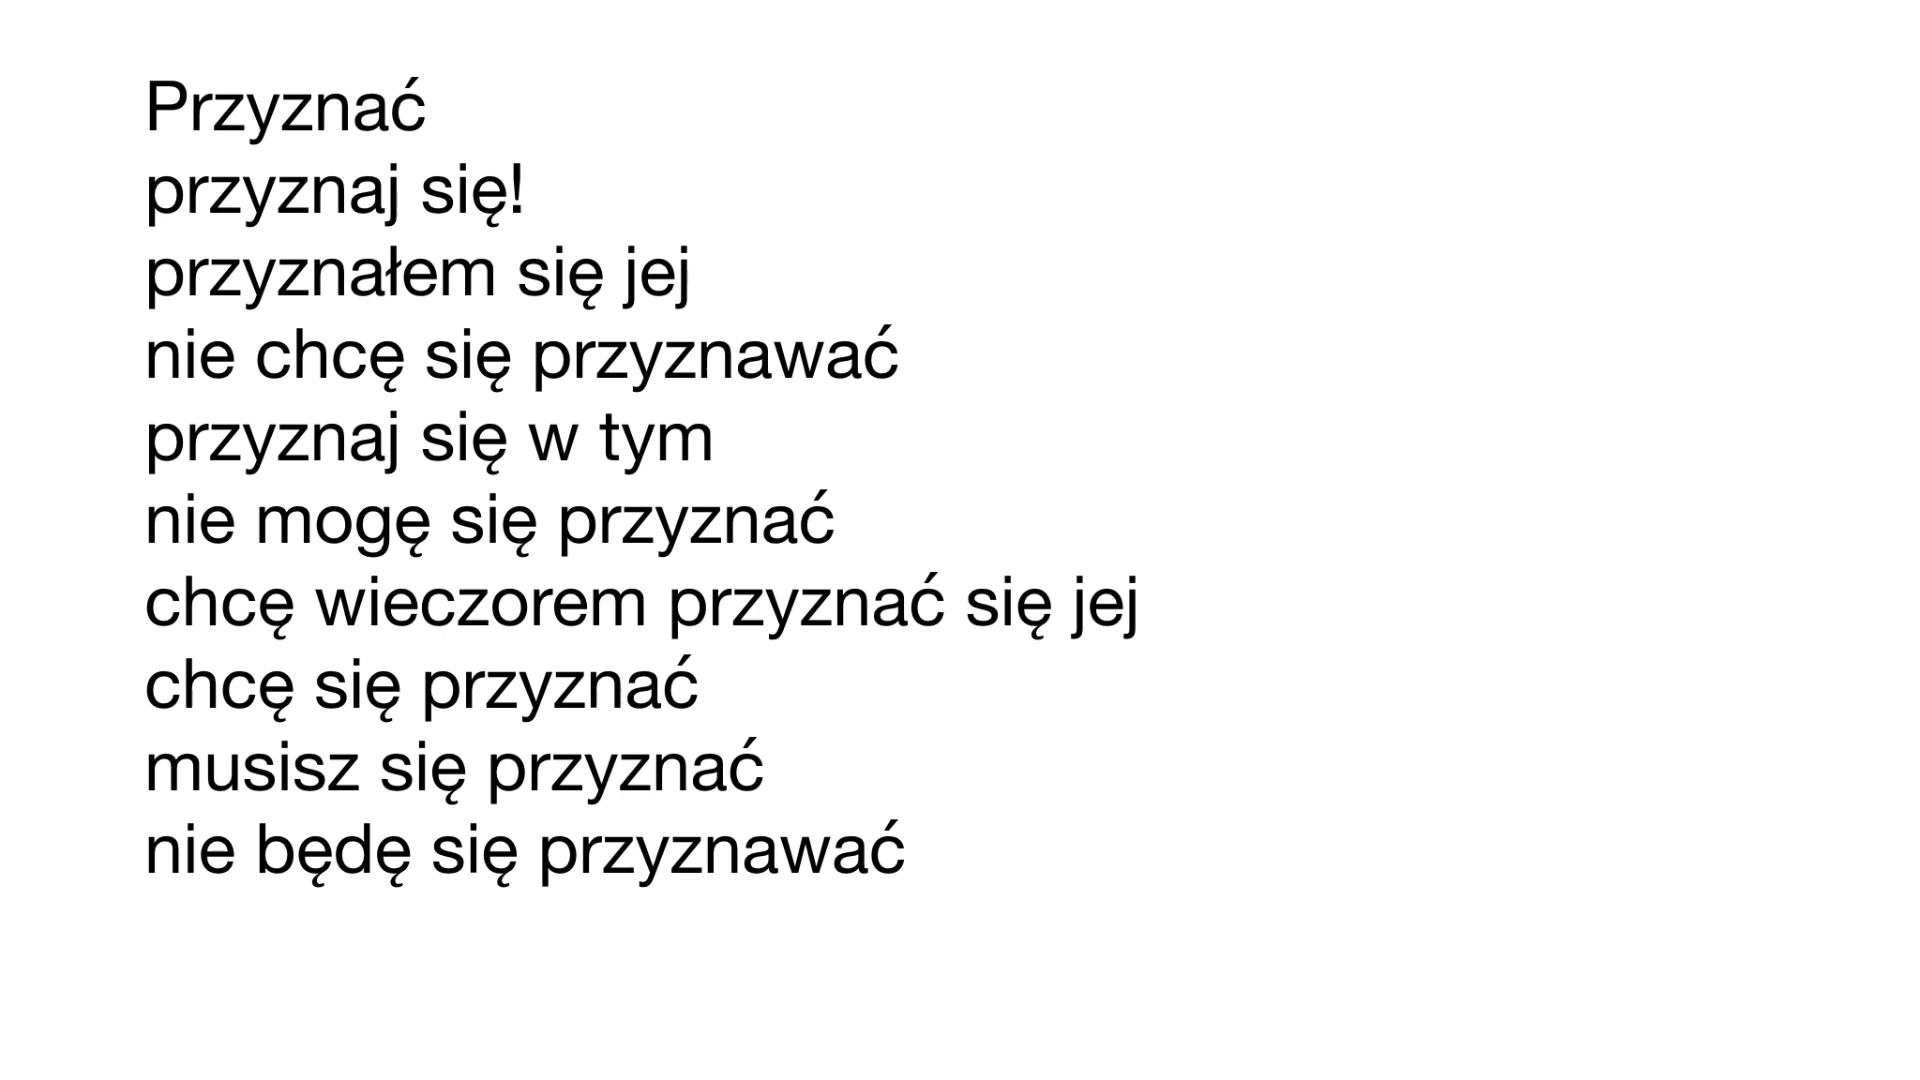 Przyznać
przyznaj się!
przyznałem się jej
nie chcę się przyznawać
przyznaj się w tym
nie mogę się przyznać
chcę wieczorem przyznać się jej
chcę się przyznać
musisz się przyznać
nie będę się przyznawać